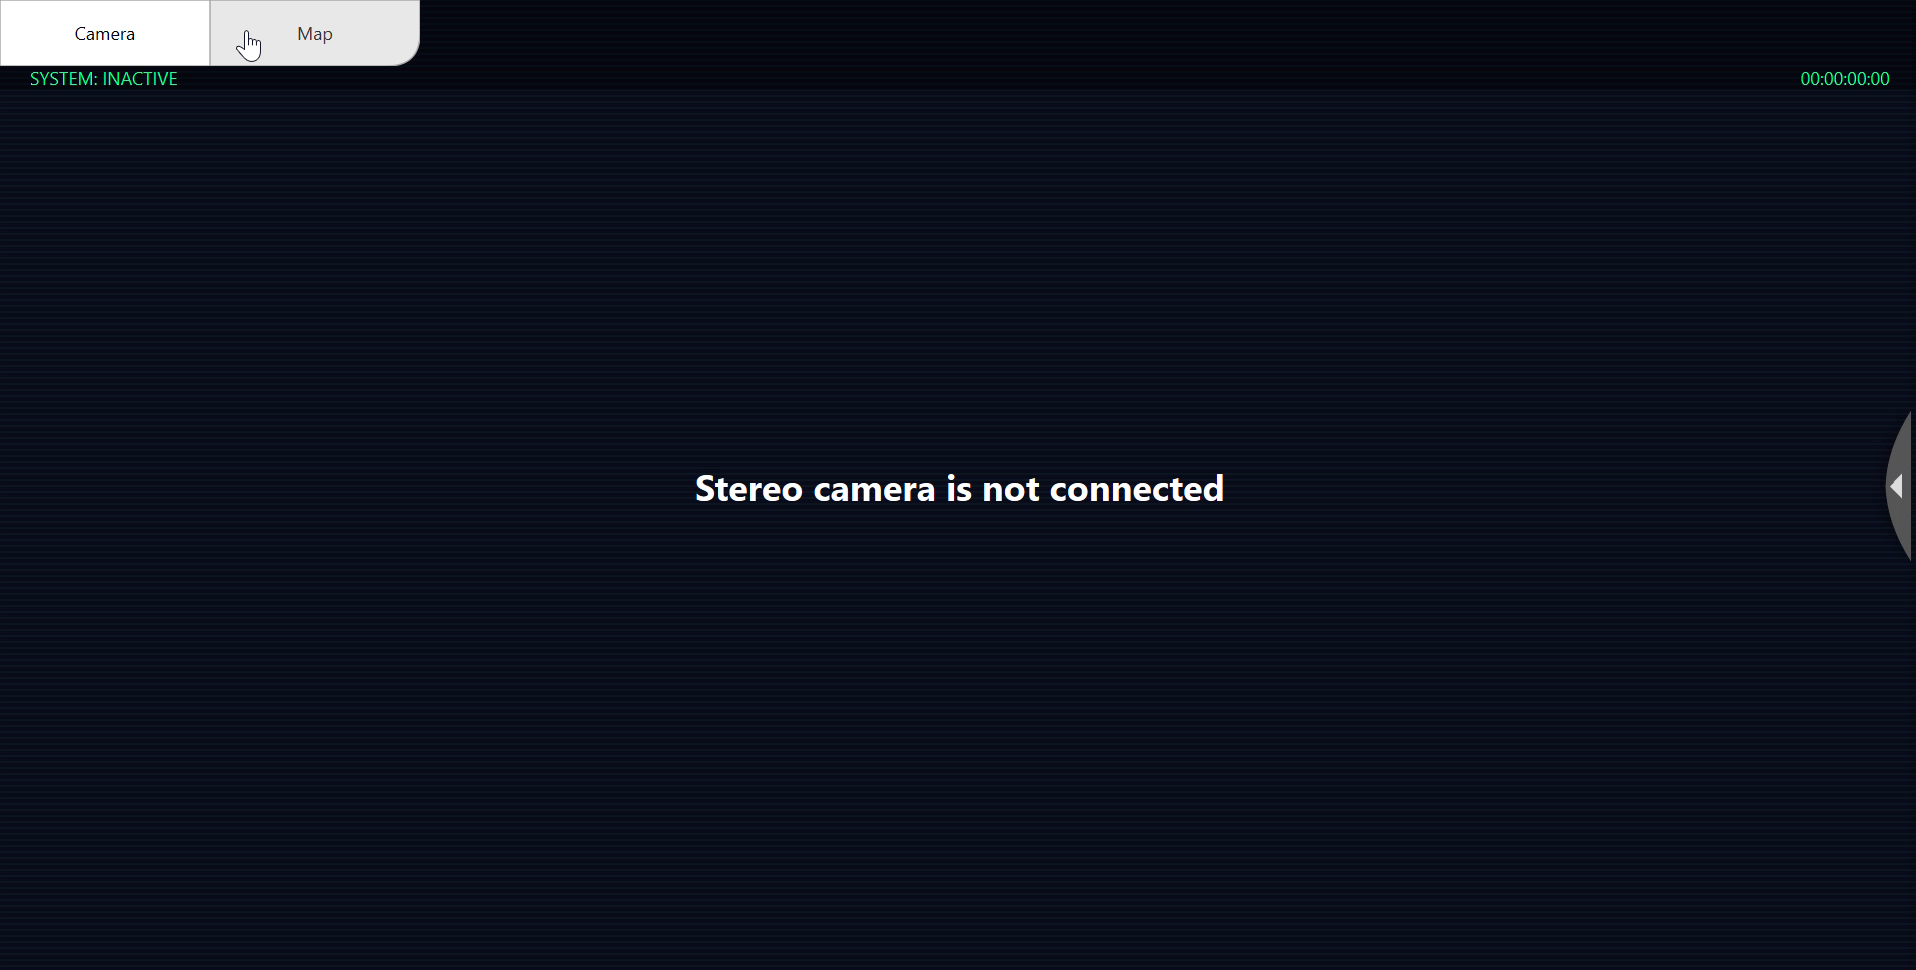 Camera Map
SYSTEM: INACTIVE 00:00:00:00
Stereo camera is not connected